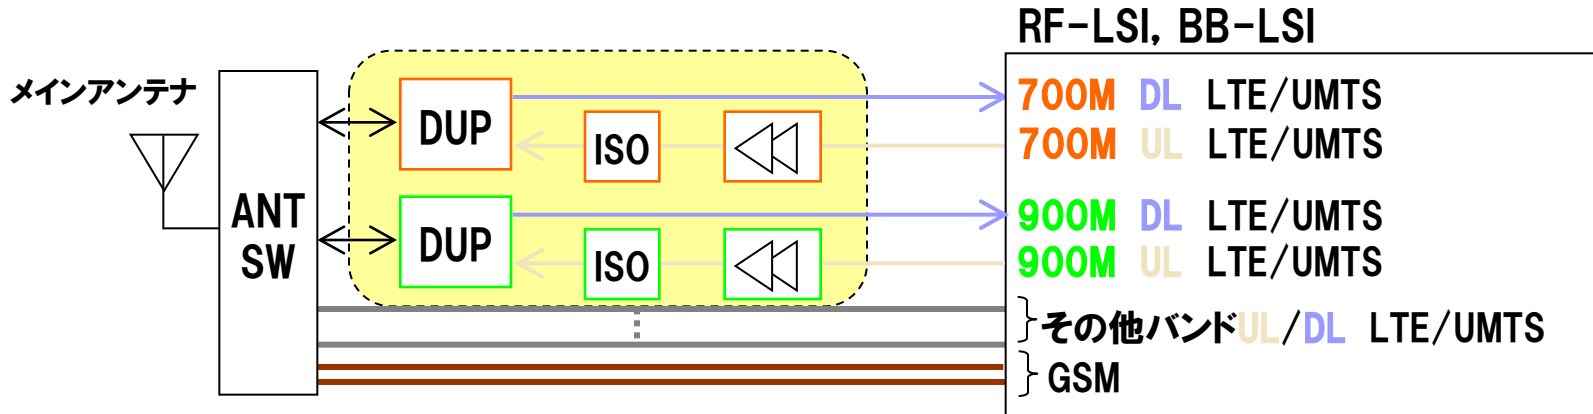 RF-LSI, BB-LSI
メインアンテナ
ANT
SW
DUP
ISO
DUP
ISO
700M DL LTE/UMTS
700M UL LTE/UMTS
900M DL LTE/UMTS
900M UL LTE/UMTS
その他バンドUL/DL LTE/UMTS
GSM